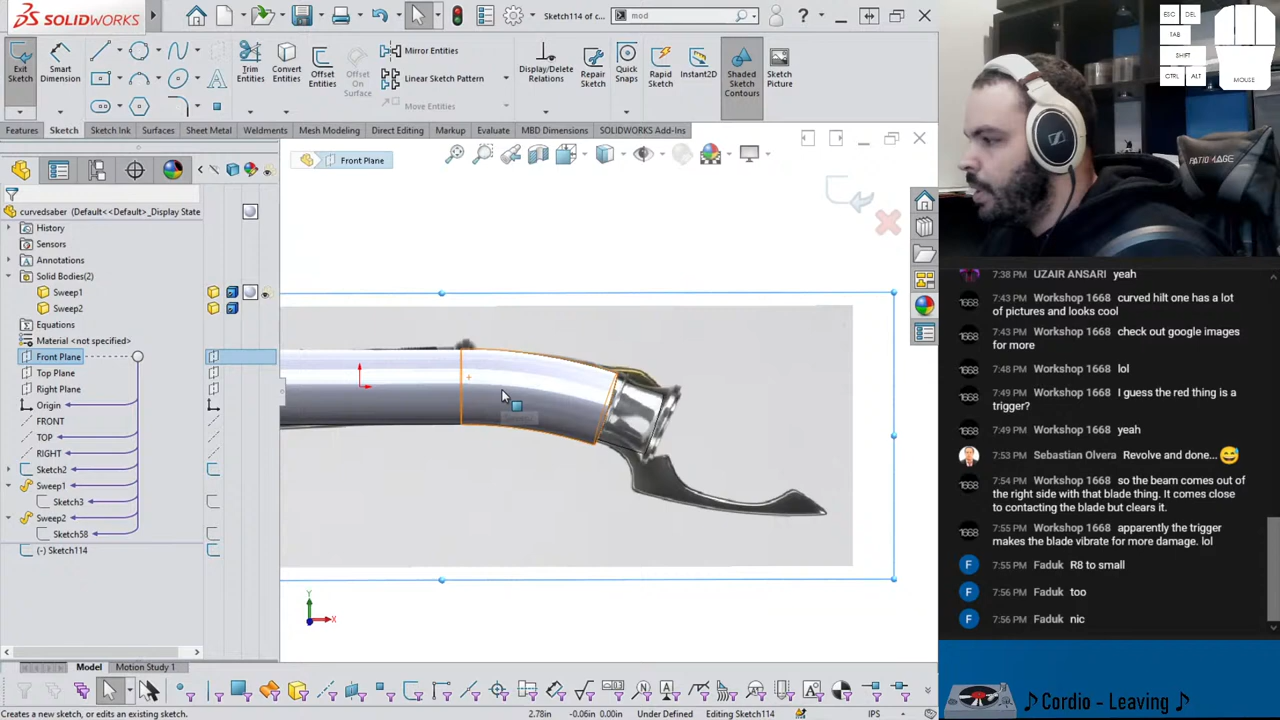 SOLIDWORKS
Sketch114 of c...
mod
ESC DEL
TAB
SHIFT
CTRL ALT
MOUSE
Exit Sketch
Smart Dimension
Trim Entities
Convert Entities
Offset Entities
Offset On Surface
Mirror Entities
Linear Sketch Pattern
Move Entities
Display/Delete Relations
Repair Sketch
Quick Snaps
Rapid Sketch
Instant2D
Shaded Sketch Contours
Sketch Picture
Features Sketch Sketch Ink Surfaces Sheet Metal Weldments Mesh Modeling Direct Editing Markup Evaluate MBD Dimensions SOLIDWORKS Add-Ins
Front Plane
curvedsaber (Default<<Default>_Display State
History
Sensors
Annotations
Solid Bodies(2)
Sweep1
Sweep2
Equations
Material <not specified>
Front Plane
Top Plane
Right Plane
Origin
FRONT
TOP
RIGHT
Sketch2
Sweep1
Sketch3
Sweep2
Sketch58
(-) Sketch114
Y
X
Model Motion Study 1
Creates a new sketch, or edits an existing sketch.
2.78in -0.06in 0.00in Under Defined Editing Sketch114 IPS
PATIOMAGE
7:38 PM UZAIR ANSARI yeah
7:43 PM Workshop 1668 curved hilt one has a lot
of pictures and looks cool
7:43 PM Workshop 1668 check out google images
for more
7:48 PM Workshop 1668 lol
7:49 PM Workshop 1668 I guess the red thing is a
trigger?
7:49 PM Workshop 1668 yeah
7:53 PM Sebastian Olvera Revolve and done...😅
7:54 PM Workshop 1668 so the beam comes out of
the right side with that blade thing. It comes close
to contacting the blade but clears it.
7:55 PM Workshop 1668 apparently the trigger
makes the blade vibrate for more damage. lol
7:55 PM Faduk R8 to small
7:56 PM Faduk too
7:56 PM Faduk nic
♪ Cordio - Leaving ♪